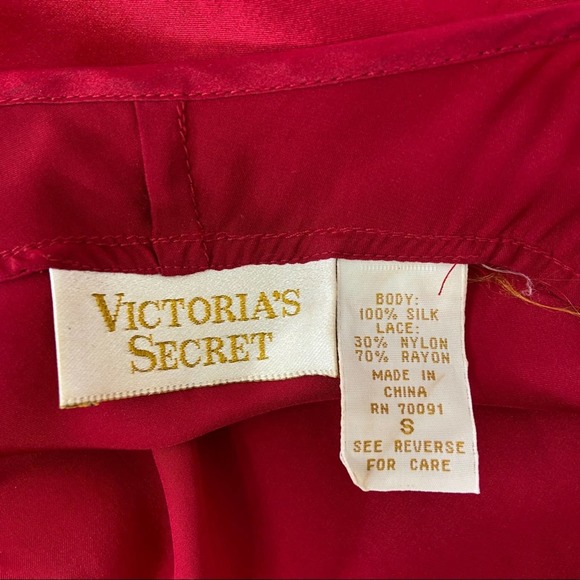 VICTORIA'S
SECRET
BODY:
100% SILK
LACE:
30% NYLON
70% RAYON
MADE IN
CHINA
RN 70091
S
SEE REVERSE
FOR CARE